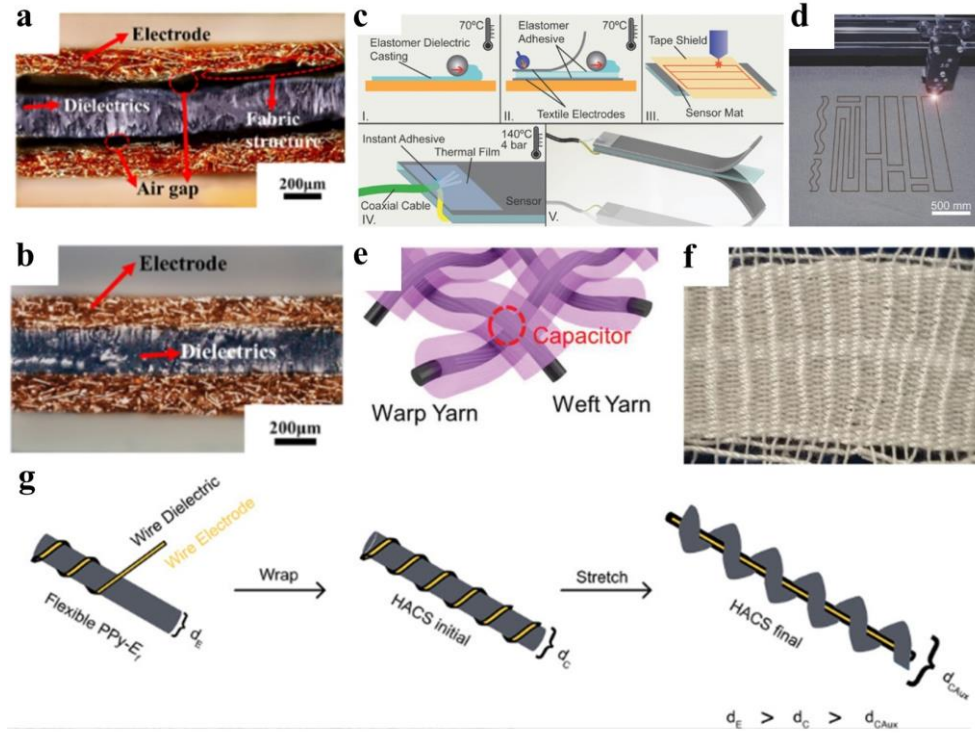 a
Electrode
Dielectrics
Fabric
structure
Air gap
200μm
b
Electrode
Dielectrics
200μm
c
70ºC
Elastomer Dielectric
Casting
I.
Elastomer
Adhesive
70ºC
Textile Electrodes
II.
Tape Shield
Sensor Mat
III.
140ºC
4 bar
Instant Adhesive
Thermal Film
Sensor
Coaxial Cable
IV.
V.
d
500 mm
e
Capacitor
Warp Yarn
Weft Yarn
f
g
Wire Dielectric
Wire Electrode
Flexible PPy-Ef
dE
Wrap
HACS initial
dC
Stretch
HACS final
dCAux
dE > dC > dCAux